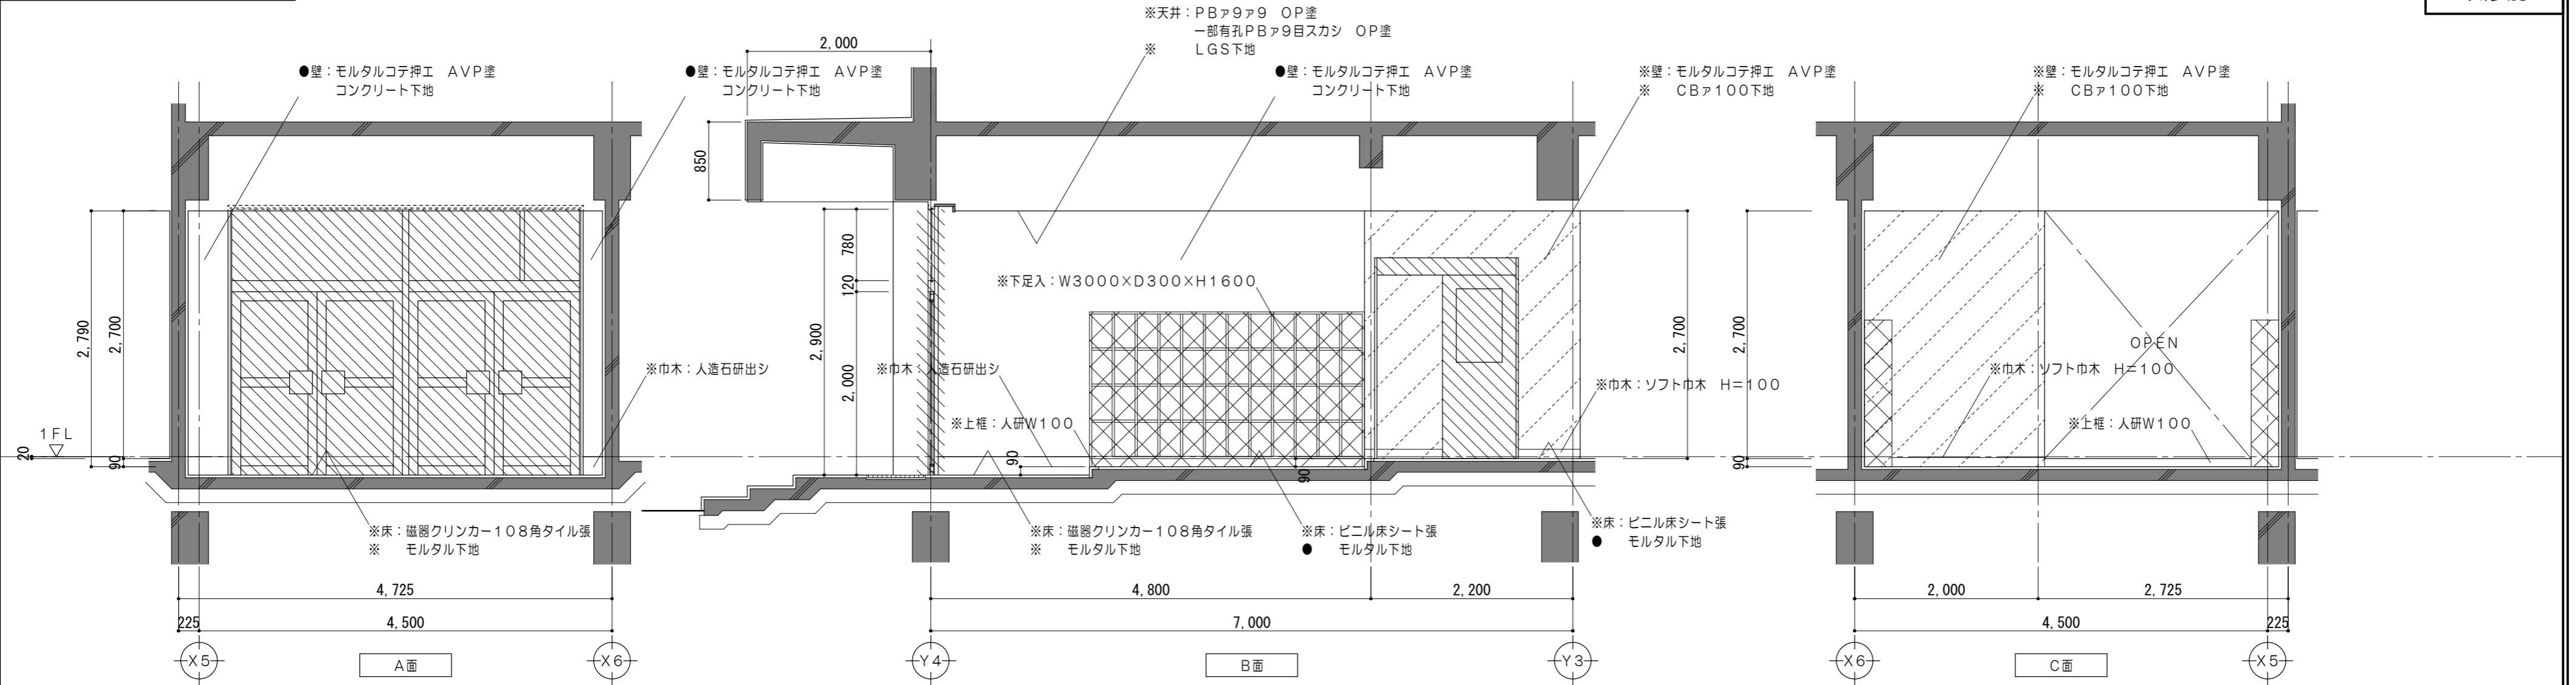 ※天井：PBァ9ァ9　OP塗
一部有孔PBァ9目スカシ　OP塗
※　　LGS下地
2,000
●壁：モルタルコテ押エ　AVP塗
コンクリート下地
●壁：モルタルコテ押エ　AVP塗
コンクリート下地
●壁：モルタルコテ押エ　AVP塗
コンクリート下地
※壁：モルタルコテ押エ　AVP塗
※　　CBァ100下地
※壁：モルタルコテ押エ　AVP塗
※　　CBァ100下地
850
2,790
2,700
90
20
1FL
※巾木：人造石研出シ
※床：磁器クリンカー108角タイル張
※　　モルタル下地
4,725
225
4,500
X5
A面
X6
780
120
2,900
2,000
※下足入：W3000×D300×H1600
※巾木：人造石研出シ
※上框：人研W100
90
90
※巾木：ソフト巾木　H=100
2,700
※床：磁器クリンカー108角タイル張
※　　モルタル下地
※床：ビニル床シート張
●　　モルタル下地
※床：ビニル床シート張
●　　モルタル下地
4,800
2,200
7,000
Y4
B面
Y3
2,700
90
OPEN
※巾木：ソフト巾木　H=100
※上框：人研W100
2,000
2,725
4,500
225
X6
C面
X5